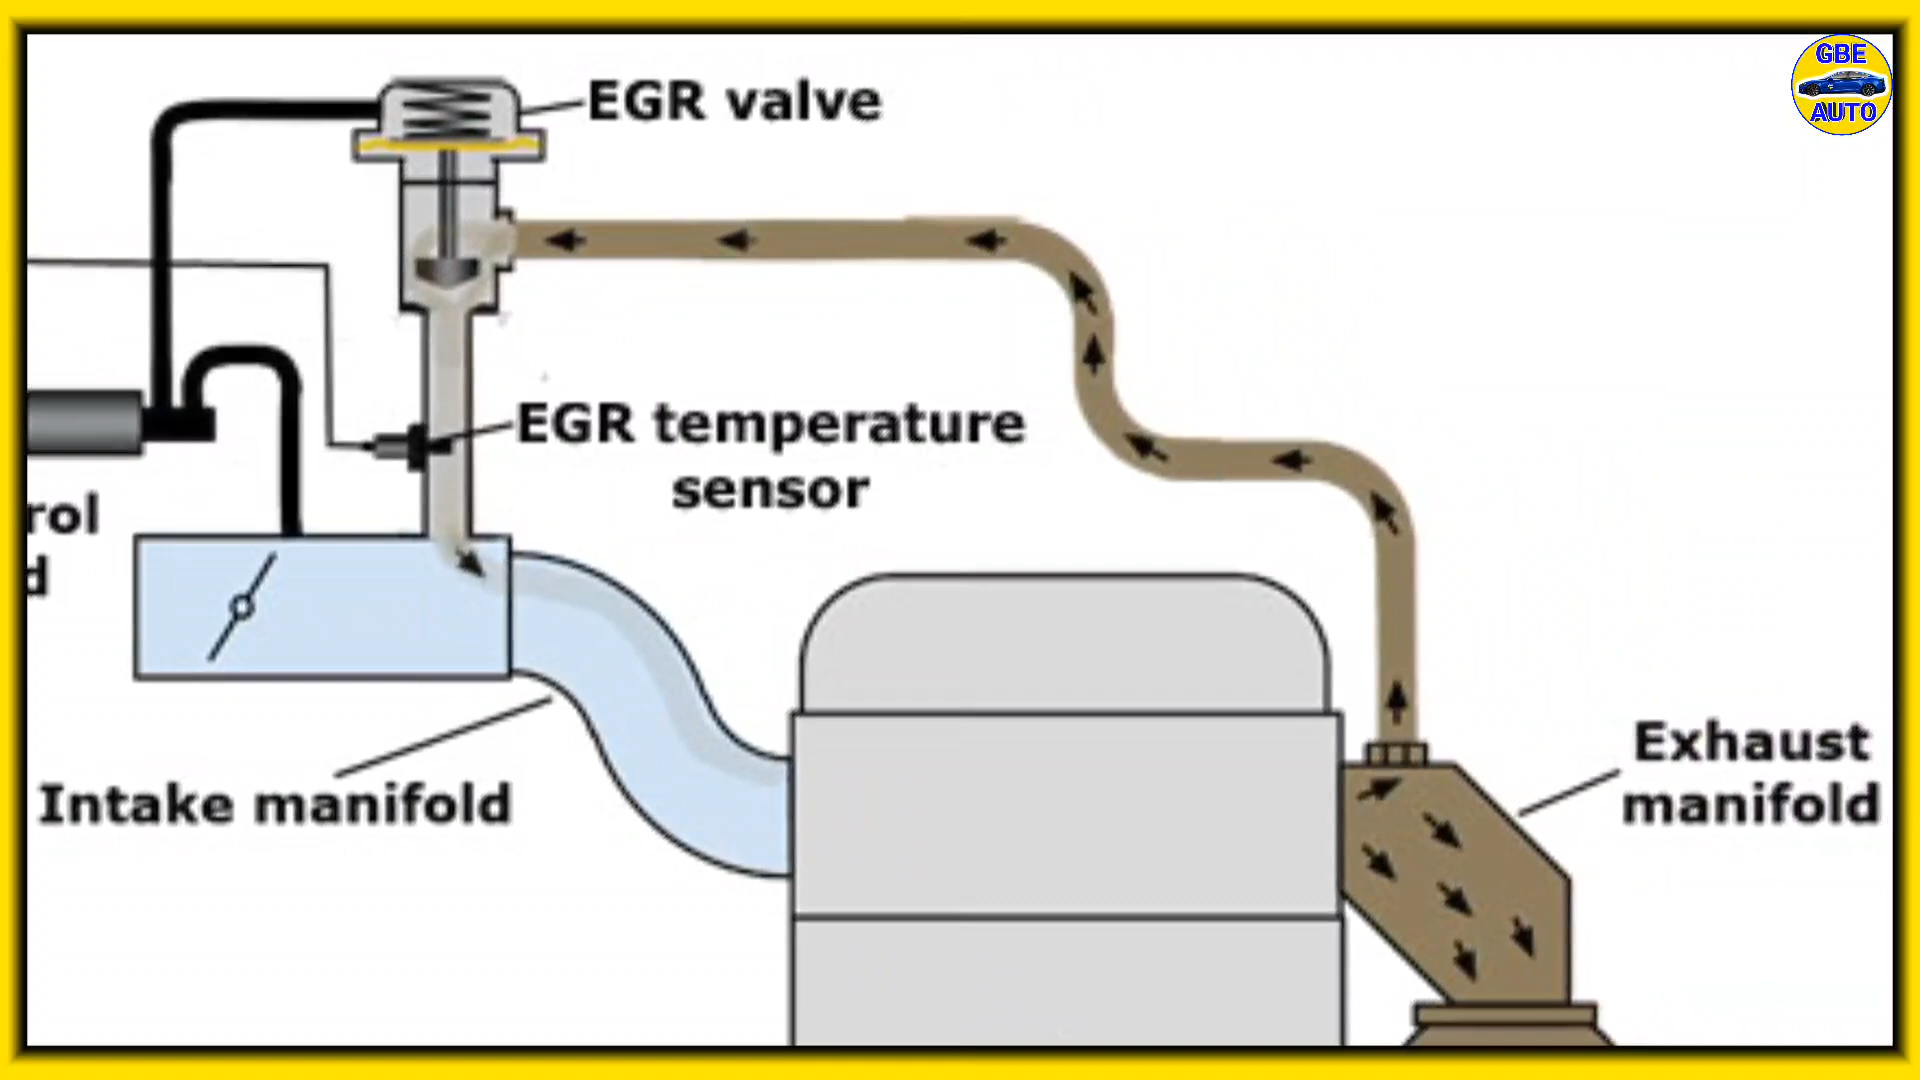 GBE
AUTO
EGR valve
EGR temperature
sensor
rol
d
Intake manifold
Exhaust
manifold